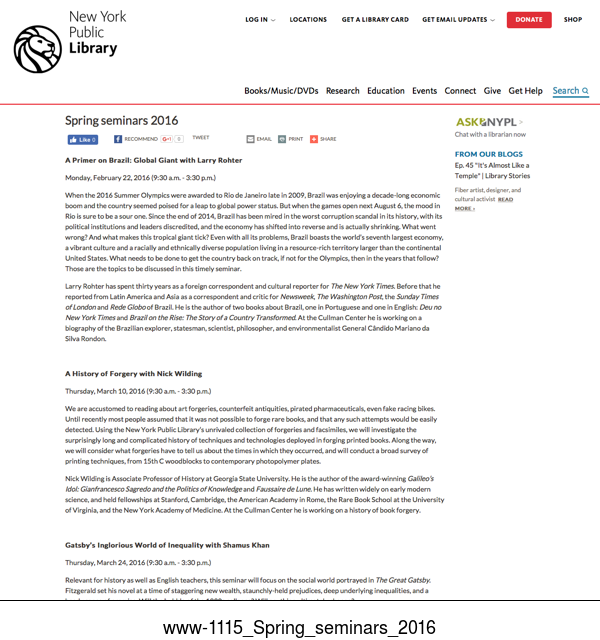 New York
Public
Library
LOG IN LOCATIONS GET A LIBRARY CARD GET EMAIL UPDATES DONATE SHOP
Books/Music/DVDs Research Education Events Connect Give Get Help Search
Spring seminars 2016
Like 0 RECOMMEND G+1 0 TWEET EMAIL PRINT SHARE
A Primer on Brazil: Global Giant with Larry Rohter
Monday, February 22, 2016 (9:30 a.m. - 3:30 p.m.)
When the 2016 Summer Olympics were awarded to Rio de Janeiro late in 2009, Brazil was enjoying a decade-long economic
boom and the country seemed poised for a leap to global power status. But when the games open next August 6, the mood in
Rio is sure to be a sour one. Since the end of 2014, Brazil has been mired in the worst corruption scandal in its history, with its
political institutions and leaders discredited, and the economy has shifted into reverse and is actually shrinking. What went
wrong? And what makes this tropical giant tick? Even with all its problems, Brazil boasts the world's seventh largest economy,
a vibrant culture and a racially and ethnically diverse population living in a resource-rich territory larger than the continental
United States. What needs to be done to get the country back on track, if not for the Olympics, then in the years that follow?
Those are the topics to be discussed in this timely seminar.
Larry Rohter has spent thirty years as a foreign correspondent and cultural reporter for The New York Times. Before that he
reported from Latin America and Asia as a correspondent and critic for Newsweek, The Washington Post, the Sunday Times
of London and Rede Globo of Brazil. He is the author of two books about Brazil, one in Portuguese and one in English: Deu no
New York Times and Brazil on the Rise: The Story of a Country Transformed. At the Cullman Center he is working on a
biography of the Brazilian explorer, statesman, scientist, philosopher, and environmentalist General Cândido Mariano da
Silva Rondon.
A History of Forgery with Nick Wilding
Thursday, March 10, 2016 (9:30 a.m. - 3:30 p.m.)
We are accustomed to reading about art forgeries, counterfeit antiquities, pirated pharmaceuticals, even fake racing bikes.
Until recently most people assumed that it was not possible to forge rare books, and that any such attempts would be easily
detected. Using the New York Public Library's unrivaled collection of forgeries and facsimiles, we will investigate the
surprisingly long and complicated history of techniques and technologies deployed in forging printed books. Along the way,
we will consider what forgeries have to tell us about the times in which they occurred, and will conduct a broad survey of
printing techniques, from 15th C woodblocks to contemporary photopolymer plates.
Nick Wilding is Associate Professor of History at Georgia State University. He is the author of the award-winning Galileo's
Idol: Gianfrancesco Sagredo and the Politics of Knowledge and Faussaire de Lune. He has written widely on early modern
science, and held fellowships at Stanford, Cambridge, the American Academy in Rome, the Rare Book School at the University
of Virginia, and the New York Academy of Medicine. At the Cullman Center he is working on a history of book forgery.
Gatsby's Inglorious World of Inequality with Shamus Khan
Thursday, March 24, 2016 (9:30 a.m. - 3:30 p.m.)
Relevant for history as well as English teachers, this seminar will focus on the social world portrayed in The Great Gatsby.
Fitzgerald set his novel at a time of staggering new wealth, staunchly-held prejudices, deep underlying inequalities, and a
ASK NYPL >
Chat with a librarian now
FROM OUR BLOGS
Ep. 45 "It's Almost Like a
Temple" | Library Stories
Fiber artist, designer, and
cultural activist READ
MORE ›
www-1115_Spring_seminars_2016